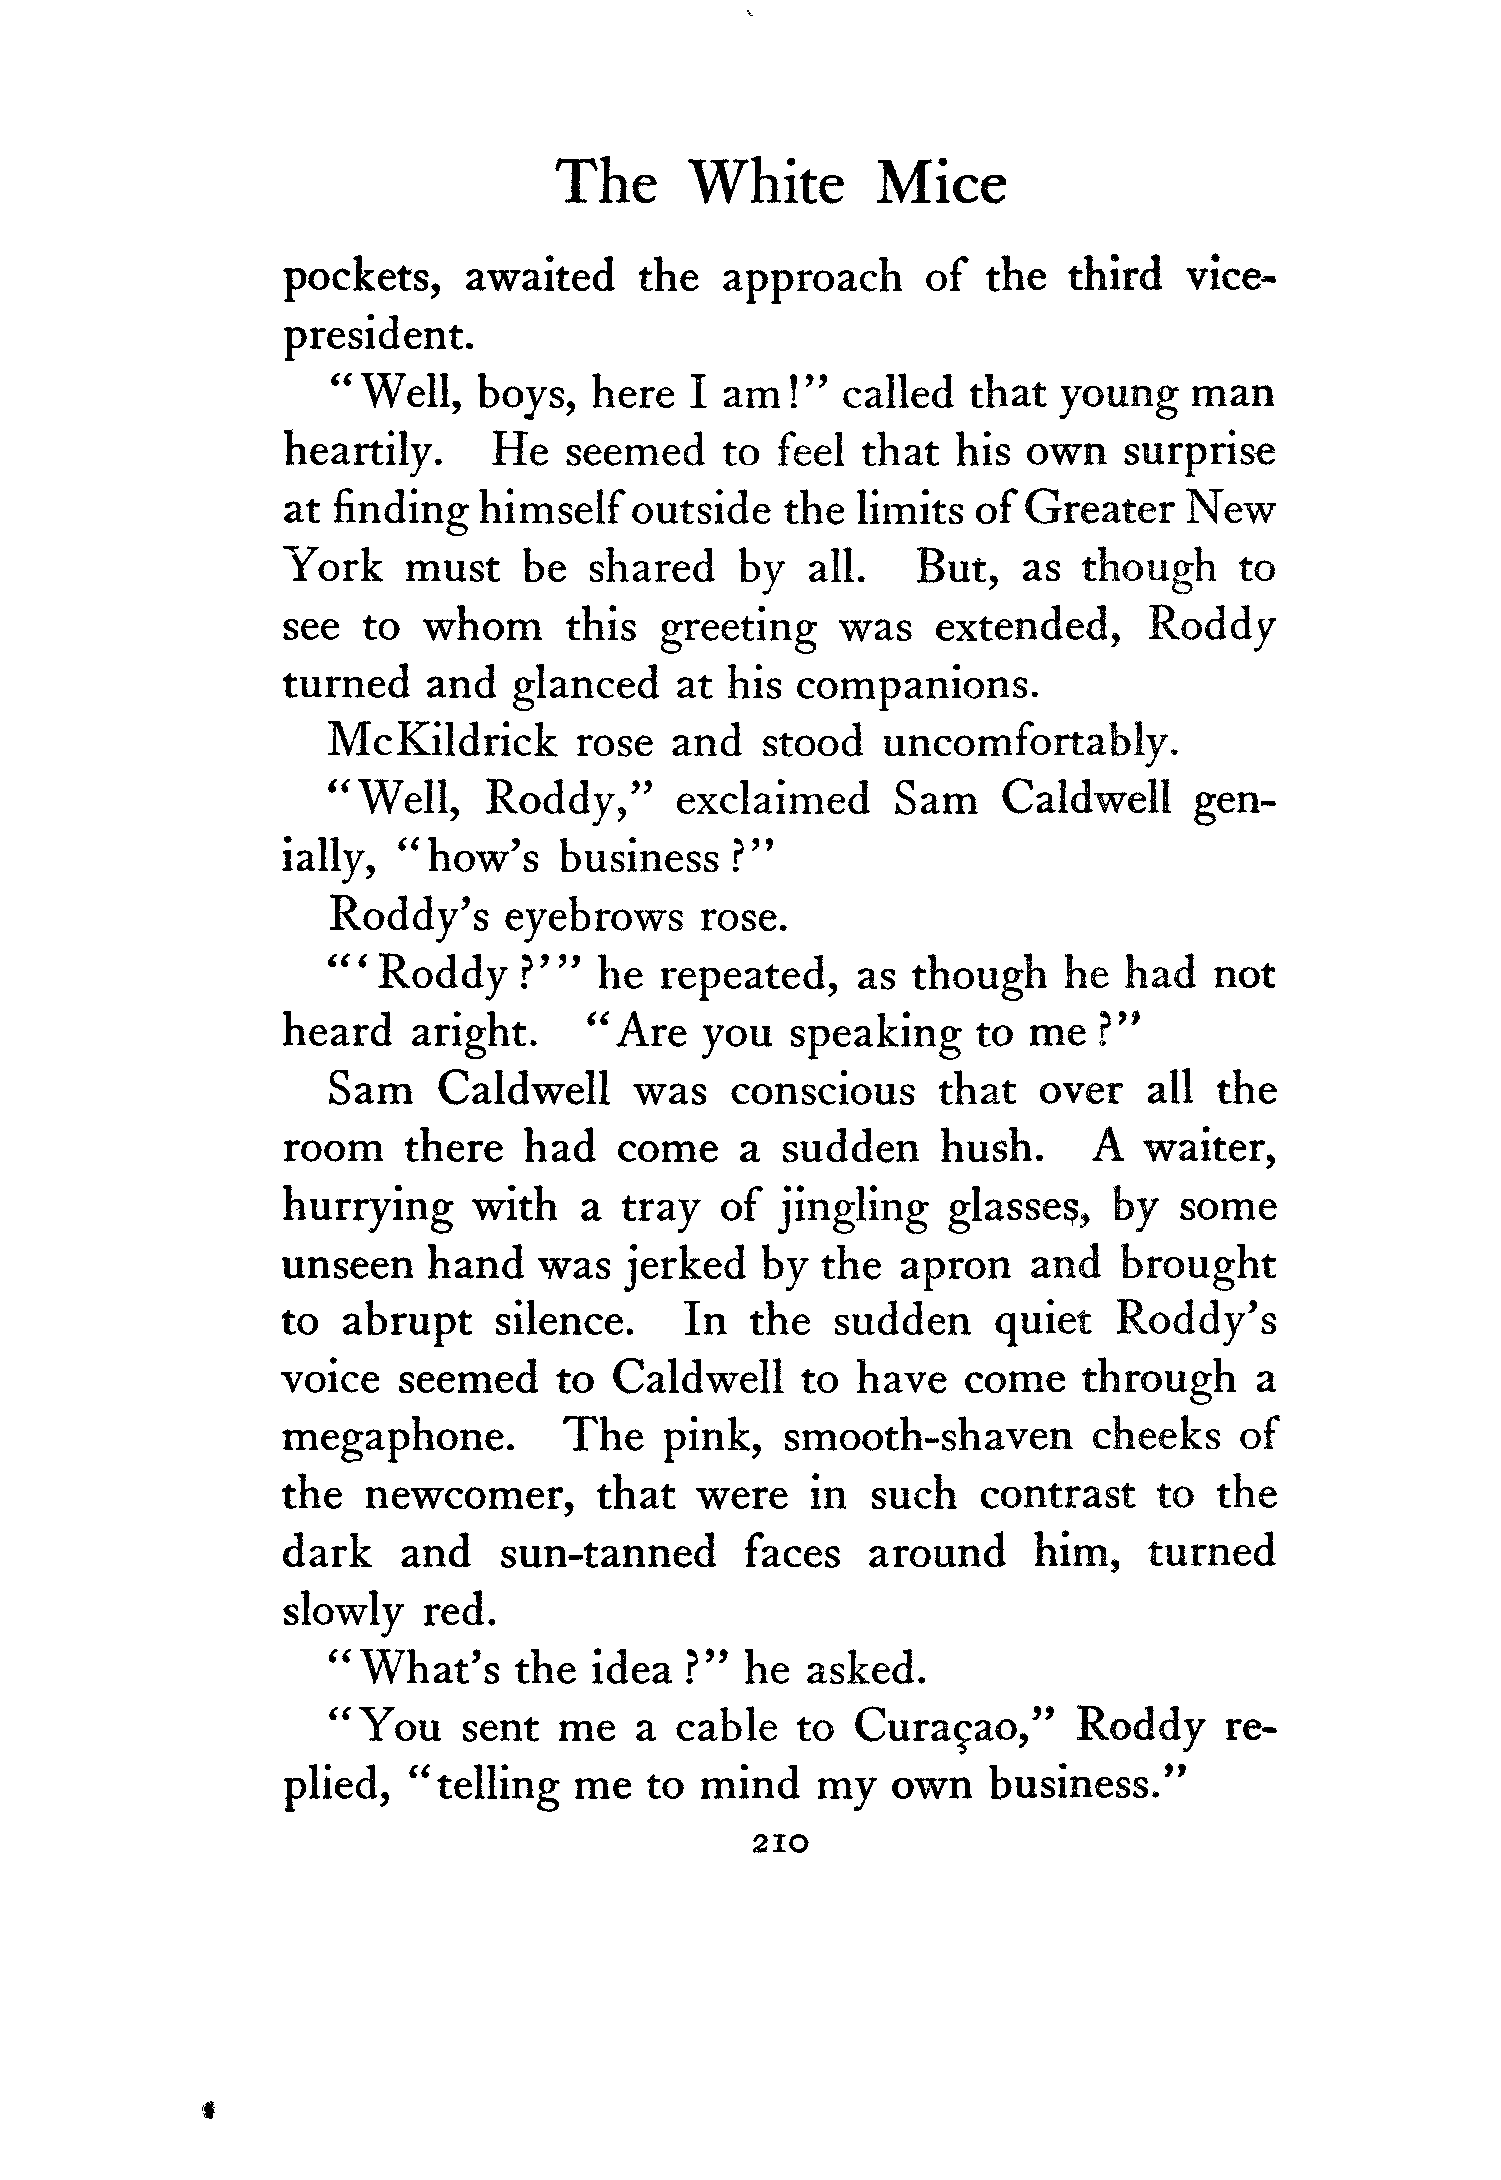 The White Mice
pockets, awaited the approach of the third vice-
president.
"Well, boys, here I am!" called that young man
heartily. He seemed to feel that his own surprise
at finding himself outside the limits of Greater New
York must be shared by all. But, as though to
see to whom this greeting was extended, Roddy
turned and glanced at his companions.
McKildrick rose and stood uncomfortably.
"Well, Roddy," exclaimed Sam Caldwell gen-
ially, "how's business?"
Roddy's eyebrows rose.
"'Roddy?'" he repeated, as though he had not
heard aright. "Are you speaking to me?"
Sam Caldwell was conscious that over all the
room there had come a sudden hush. A waiter,
hurrying with a tray of jingling glasses, by some
unseen hand was jerked by the apron and brought
to abrupt silence. In the sudden quiet Roddy's
voice seemed to Caldwell to have come through a
megaphone. The pink, smooth-shaven cheeks of
the newcomer, that were in such contrast to the
dark and sun-tanned faces around him, turned
slowly red.
"What's the idea?" he asked.
"You sent me a cable to Curaçao," Roddy re-
plied, "telling me to mind my own business."
210